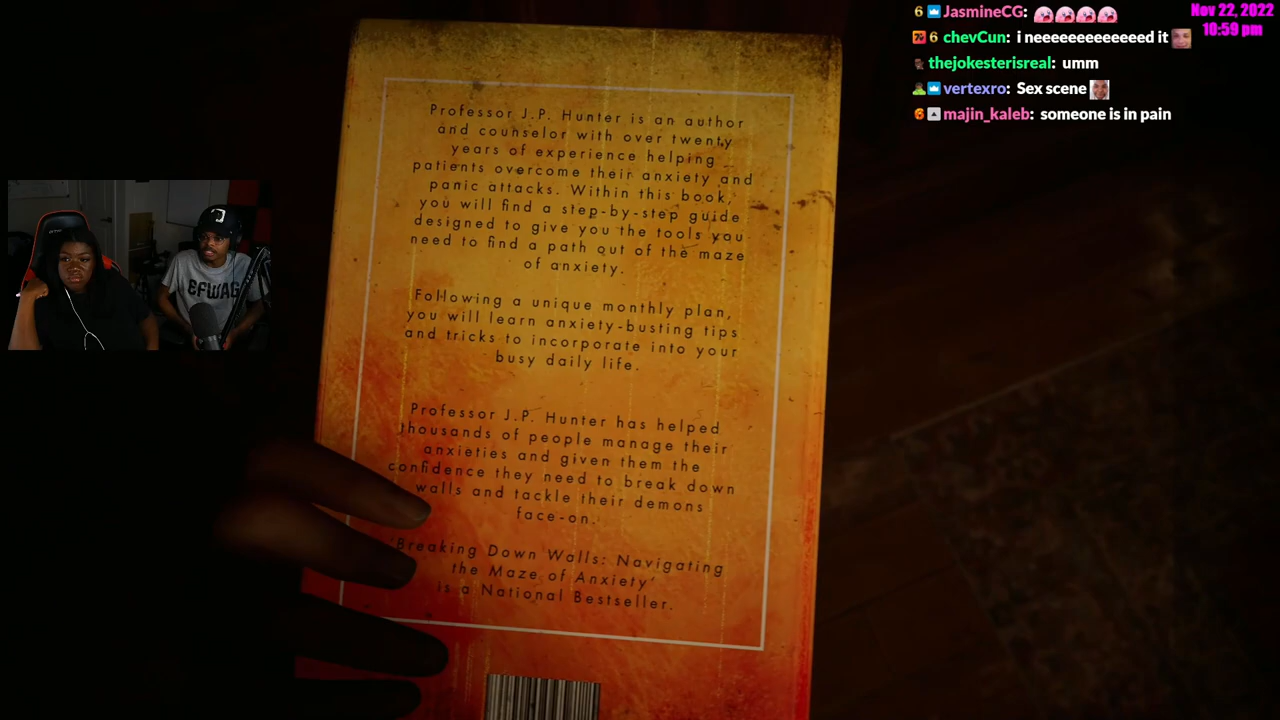 6 JasmineCG:
6 chevCun: i neeeeeeeeeeeeed it
thejokesterisreal: umm
vertexro: Sex scene
6 majin_kaleb: someone is in pain
Nov 22, 2022
10:59 pm
Professor J.P. Hunter is an author
and counselor with over twenty
years of experience helping
patients overcome their anxiety and
panic attacks. Within this book,
you will find a step-by-step guide
designed to give you the tools you
need to find a path out of the maze
of anxiety.
Following a unique monthly plan,
you will learn anxiety-busting tips
and tricks to incorporate into your
busy daily life.
Professor J.P. Hunter has helped
thousands of people manage their
anxieties and given them the
confidence they need to break down
walls and tackle their demons
face-on.
'Breaking Down Walls: Navigating
the Maze of Anxiety'
is a National Bestseller.